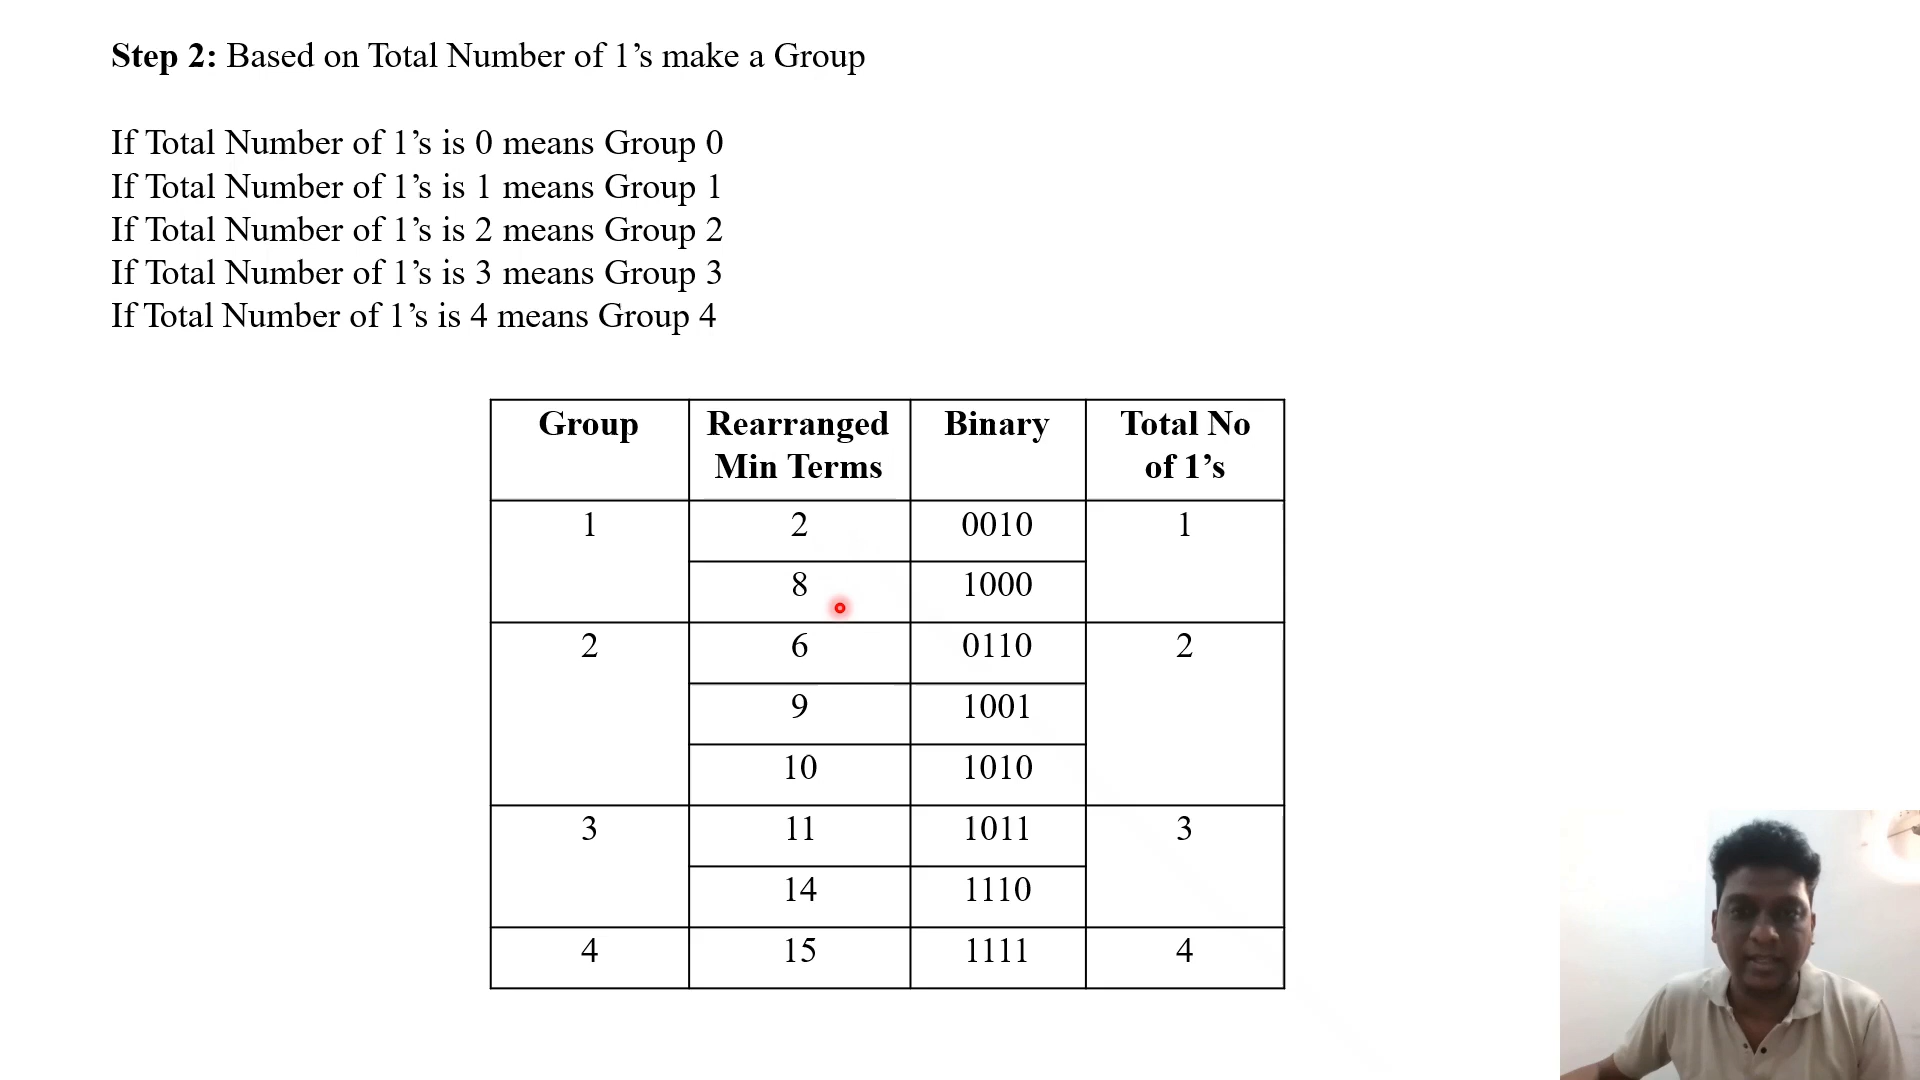 Step 2: Based on Total Number of 1’s make a Group
If Total Number of 1’s is 0 means Group 0
If Total Number of 1’s is 1 means Group 1
If Total Number of 1’s is 2 means Group 2
If Total Number of 1’s is 3 means Group 3
If Total Number of 1’s is 4 means Group 4
Group Rearranged Min Terms Binary Total No of 1’s
1 2 0010 1
8 1000
2 6 0110 2
9 1001
10 1010
3 11 1011 3
14 1110
4 15 1111 4